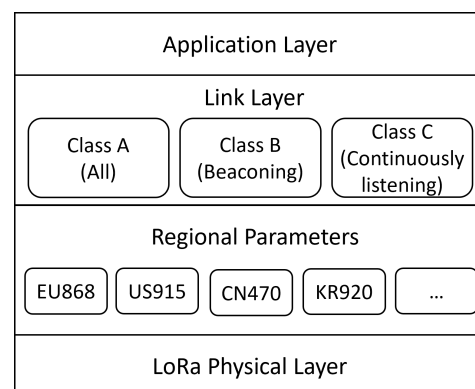 Application Layer
Link Layer
Class A
(All)
Class B
(Beaconing)
Class C
(Continuously
listening)
Regional Parameters
EU868
US915
CN470
KR920
...
LoRa Physical Layer